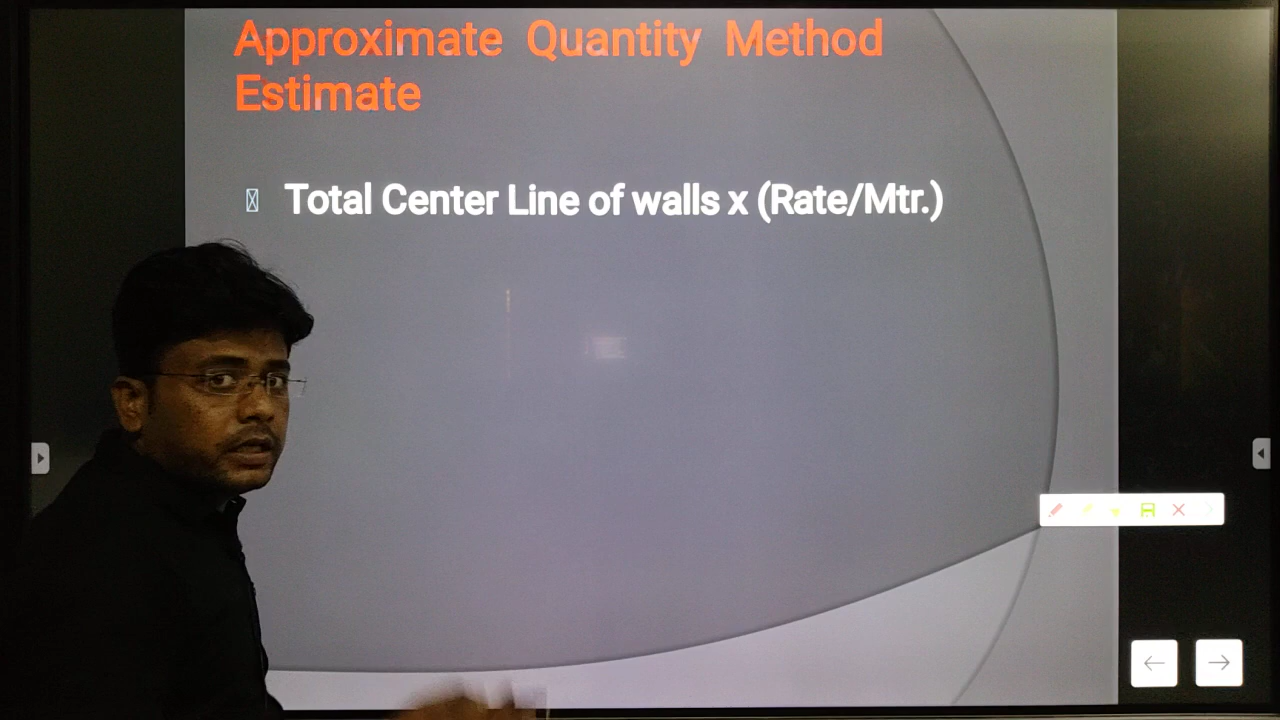 Approximate Quantity Method
Estimate
Total Center Line of walls x (Rate/Mtr.)